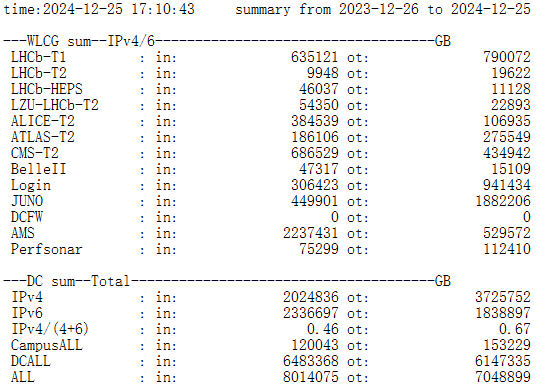 time:2024-12-25 17:10:43 summary from 2023-12-26 to 2024-12-25
---WLCG sum--IPv4/6-----------------------------------GB
LHCb-T1 : in: 635121 ot: 790072
LHCb-T2 : in: 9948 ot: 19622
LHCb-HEPS : in: 46037 ot: 11128
LZU-LHCb-T2 : in: 54350 ot: 22893
ALICE-T2 : in: 384539 ot: 106935
ATLAS-T2 : in: 186106 ot: 275549
CMS-T2 : in: 686529 ot: 434942
BelleII : in: 47317 ot: 15109
Login : in: 306423 ot: 941434
JUNO : in: 449901 ot: 1882206
DCFW : in: 0 ot: 0
AMS : in: 2237431 ot: 529572
Perfsonar : in: 75299 ot: 112410
---DC sum--Total--------------------------------------GB
IPv4 : in: 2024836 ot: 3725752
IPv6 : in: 2336697 ot: 1838897
IPv4/(4+6) : in: 0.46 ot: 0.67
CampusALL : in: 120043 ot: 153229
DCALL : in: 6483368 ot: 6147335
ALL : in: 8014075 ot: 7048899